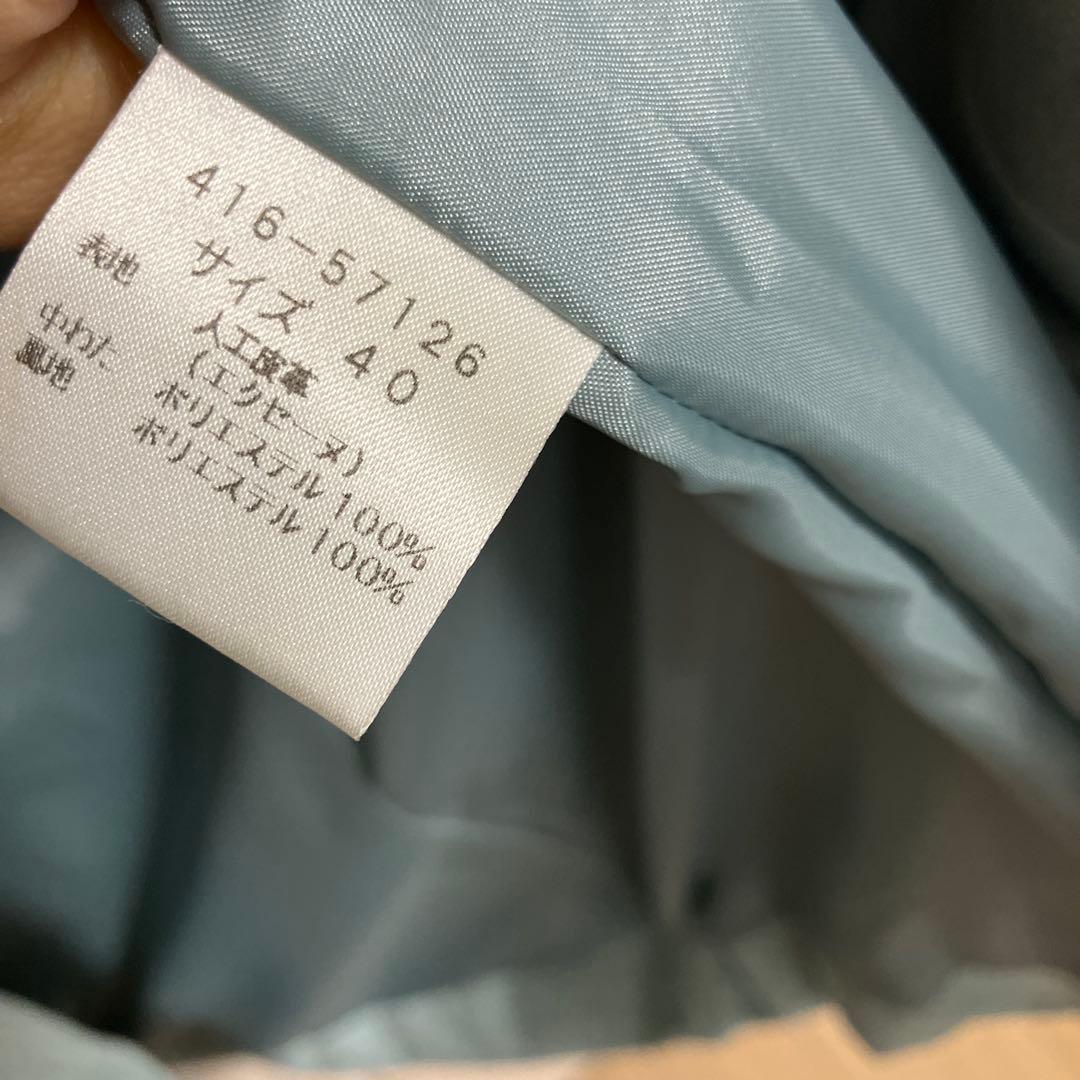 416-57126
サイズ 40
表地 人工皮革
(エクセーヌ)
中わた ポリエステル100%
裏地 ポリエステル100%